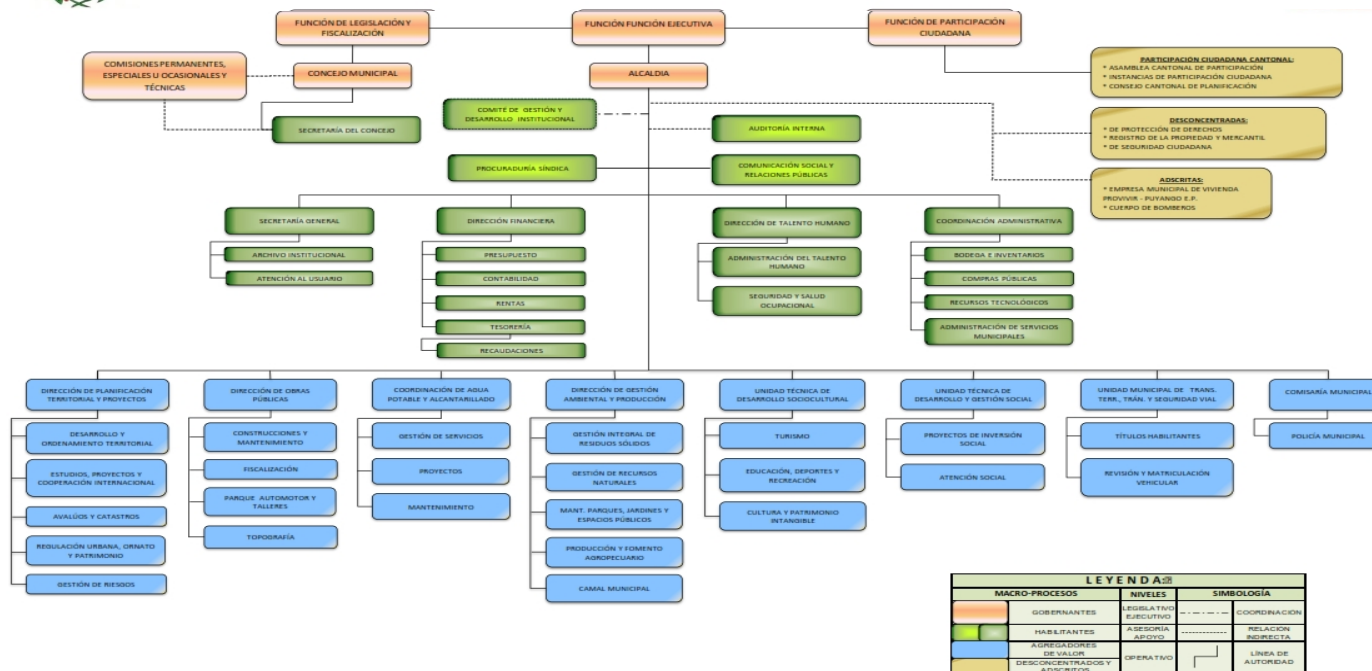 FUNCIÓN DE LEGISLACIÓN Y
FISCALIZACIÓN
FUNCIÓN FUNCIÓN EJECUTIVA
FUNCIÓN DE PARTICIPACIÓN
CIUDADANA
COMISIONES PERMANENTES,
ESPECIALES U OCASIONALES Y
TÉCNICAS
CONCEJO MUNICIPAL
ALCALDIA
PARTICIPACIÓN CIUDADANA CANTONAL:
* ASAMBLEA CANTONAL DE PARTICIPACIÓN
* INSTANCIAS DE PARTICIPACIÓN CIUDADANA
* CONSEJO CANTONAL DE PLANIFICACIÓN
COMITÉ DE GESTIÓN Y
DESARROLLO INSTITUCIONAL
SECRETARÍA DEL CONCEJO
AUDITORÍA INTERNA
DESCONCENTRADAS:
* DE PROTECCIÓN DE DERECHOS
* REGISTRO DE LA PROPIEDAD Y MERCANTIL
* DE SEGURIDAD CIUDADANA
PROCURADURÍA SÍNDICA
COMUNICACIÓN SOCIAL Y
RELACIONES PÚBLICAS
ADSCRITAS:
* EMPRESA MUNICIPAL DE VIVIENDA
PROVIVIR - PUYANGO E.P.
* CUERPO DE BOMBEROS
SECRETARÍA GENERAL
ARCHIVO INSTITUCIONAL
ATENCIÓN AL USUARIO
DIRECCIÓN FINANCIERA
PRESUPUESTO
CONTABILIDAD
RENTAS
TESORERÍA
RECAUDACIONES
DIRECCIÓN DE TALENTO HUMANO
ADMINISTRACIÓN DEL TALENTO
HUMANO
SEGURIDAD Y SALUD
OCUPACIONAL
COORDINACIÓN ADMINISTRATIVA
BODEGA E INVENTARIOS
COMPRAS PÚBLICAS
RECURSOS TECNOLÓGICOS
ADMINISTRACIÓN DE SERVICIOS
MUNICIPALES
DIRECCIÓN DE PLANIFICACIÓN
TERRITORIAL Y PROYECTOS
DESARROLLO Y
ORDENAMIENTO TERRITORIAL
ESTUDIOS, PROYECTOS Y
COOPERACIÓN INTERNACIONAL
AVALÚOS Y CATASTROS
REGULACIÓN URBANA, ORNATO
Y PATRIMONIO
GESTIÓN DE RIESGOS
DIRECCIÓN DE OBRAS
PÚBLICAS
CONSTRUCCIONES Y
MANTENIMIENTO
FISCALIZACIÓN
PARQUE AUTOMOTOR Y
TALLERES
TOPOGRAFÍA
COORDINACIÓN DE AGUA
POTABLE Y ALCANTARILLADO
GESTIÓN DE SERVICIOS
PROYECTOS
MANTENIMIENTO
DIRECCIÓN DE GESTIÓN
AMBIENTAL Y PRODUCCIÓN
GESTIÓN INTEGRAL DE
RESIDUOS SÓLIDOS
GESTIÓN DE RECURSOS
NATURALES
MANT. PARQUES, JARDINES Y
ESPACIOS PÚBLICOS
PRODUCCIÓN Y FOMENTO
AGROPECUARIO
CAMAL MUNICIPAL
UNIDAD TÉCNICA DE
DESARROLLO SOCIOCULTURAL
TURISMO
EDUCACIÓN, DEPORTES Y
RECREACIÓN
CULTURA Y PATRIMONIO
INTANGIBLE
UNIDAD TÉCNICA DE
DESARROLLO Y GESTIÓN SOCIAL
PROYECTOS DE INVERSIÓN
SOCIAL
ATENCIÓN SOCIAL
UNIDAD MUNICIPAL DE TRANS.
TERR., TRÁN. Y SEGURIDAD VIAL
TÍTULOS HABILITANTES
REVISIÓN Y MATRICULACIÓN
VEHICULAR
COMISARÍA MUNICIPAL
POLICÍA MUNICIPAL
LEYENDA:
MACRO-PROCESOS NIVELES SIMBOLOGÍA
GOBERNANTES LEGISLATIVO EJECUTIVO COORDINACIÓN
HABILITANTES ASESORÍA APOYO RELACIÓN INDIRECTA
AGREGADORES DE VALOR OPERATIVO LÍNEA DE AUTORIDAD
DESCONCENTRADOS Y ADSCRITOS